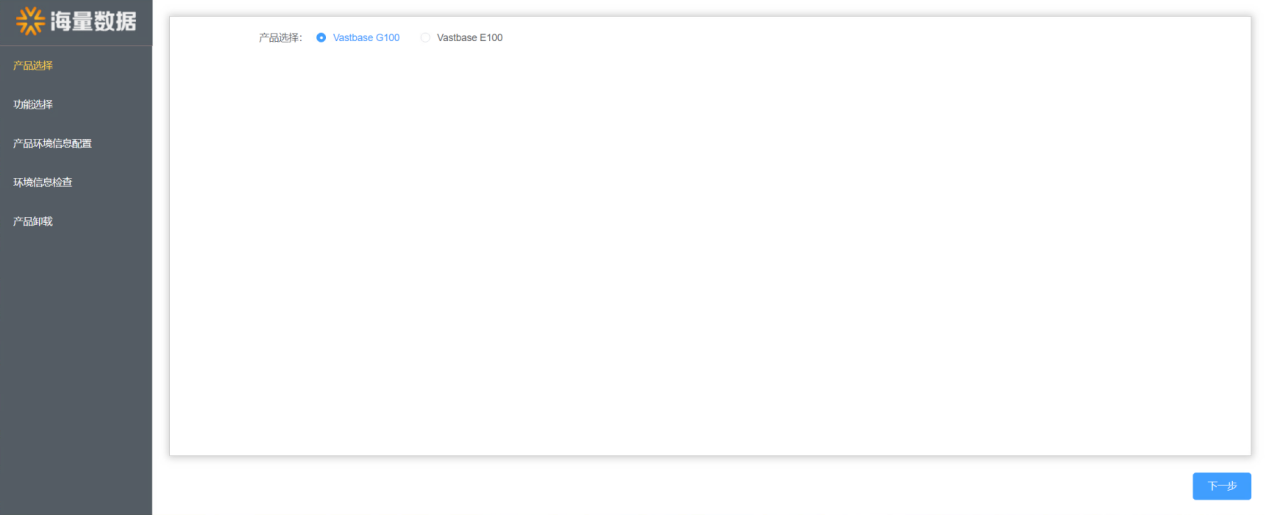 海量数据
产品选择
功能选择
产品环境信息配置
环境信息检查
产品卸载
产品选择： Vastbase G100 Vastbase E100
下一步